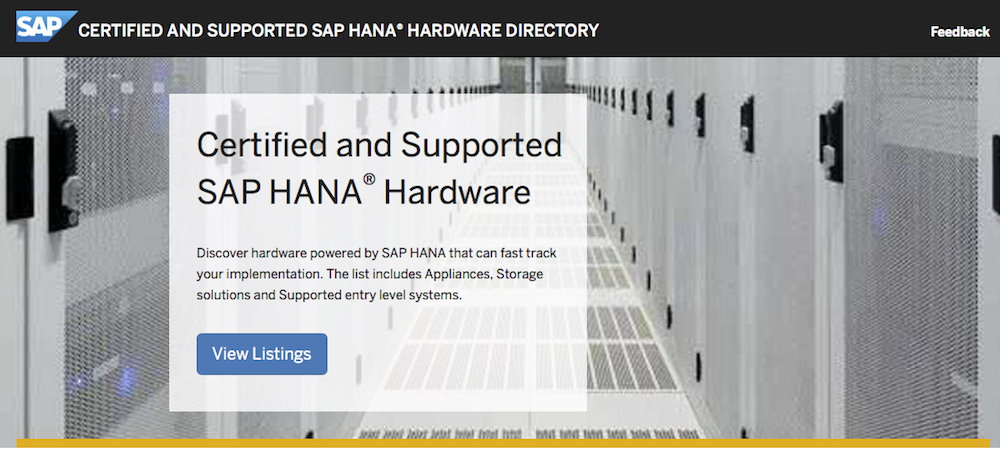 SAP CERTIFIED AND SUPPORTED SAP HANA® HARDWARE DIRECTORY
Feedback
Certified and Supported
SAP HANA® Hardware
Discover hardware powered by SAP HANA that can fast track
your implementation. The list includes Appliances, Storage
solutions and Supported entry level systems.
View Listings